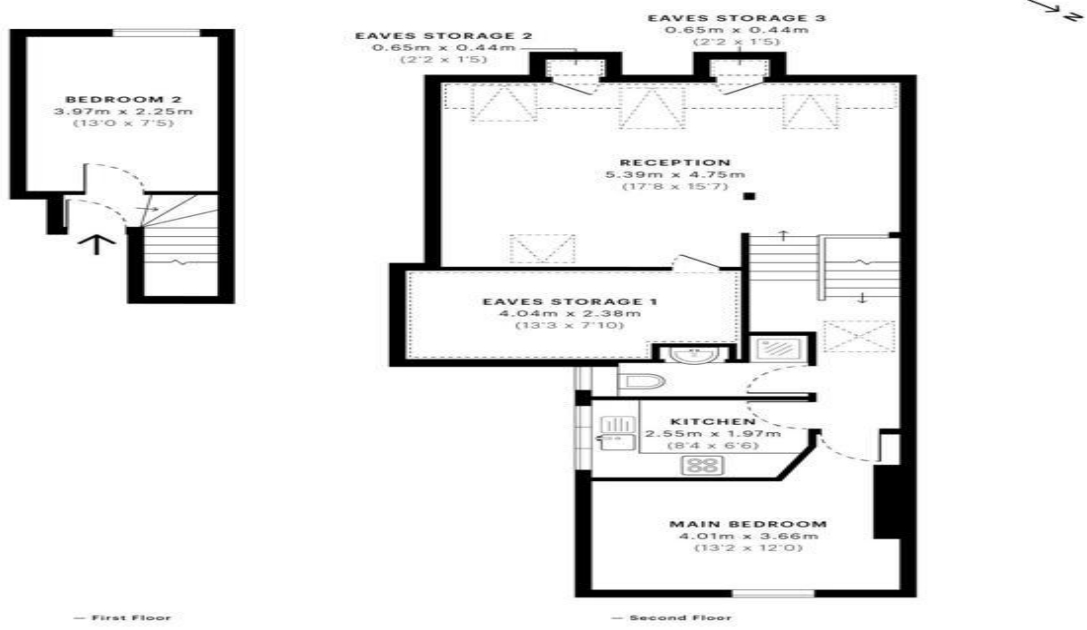 BEDROOM 2
3.97m x 2.25m
(13'0 x 7'5)
EAVES STORAGE 2
0.65m x 0.44m
(2'2 x 1'5)
EAVES STORAGE 3
0.65m x 0.44m
(2'2 x 1'5)
N
RECEPTION
5.39m x 4.75m
(17'8 x 15'7)
EAVES STORAGE 1
4.04m x 2.38m
(13'3 x 7'10)
KITCHEN
2.55m x 1.97m
(8'4 x 6'6)
MAIN BEDROOM
4.01m x 3.66m
(13'2 x 12'0)
— First Floor
— Second Floor